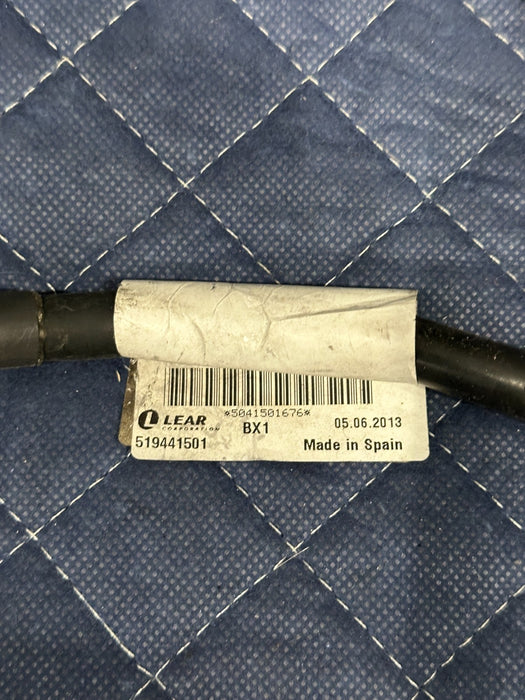 *5041501676*
LEAR BX1 05.06.2013
CORPORATION
519441501 Made in Spain